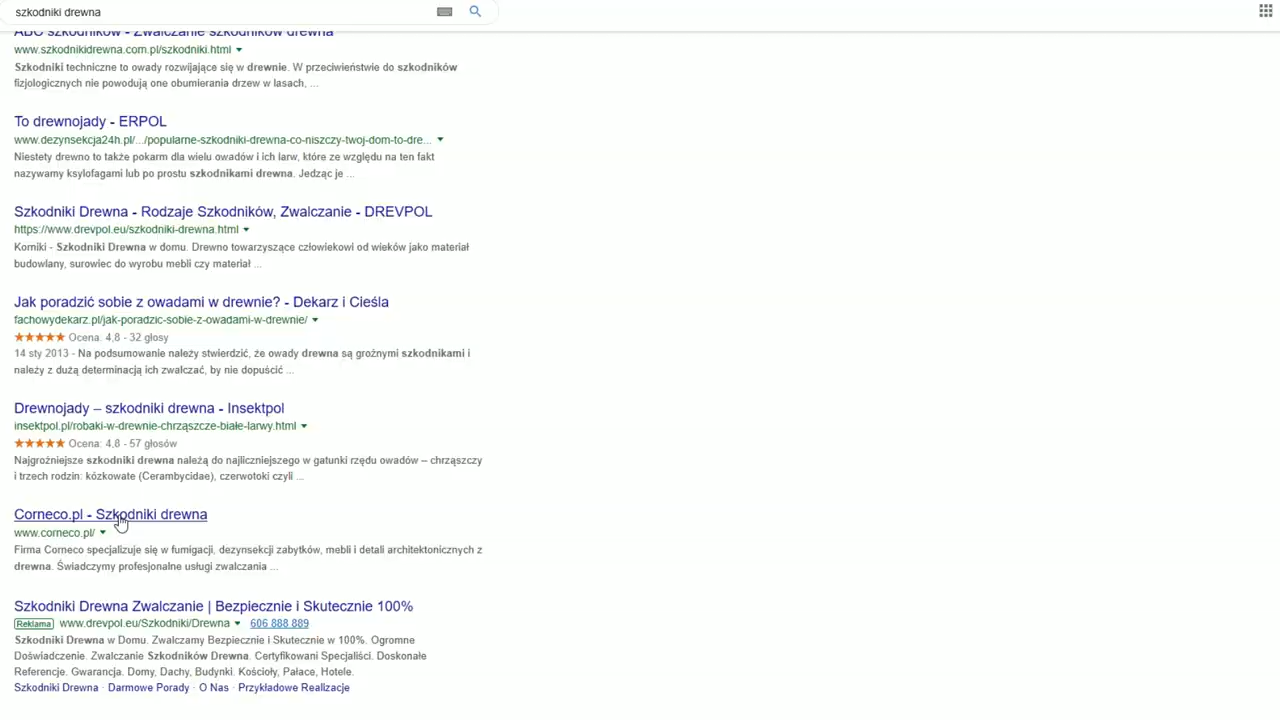 szkodniki drewna
ABC szkodników - Zwalczanie szkodników drewna
www.szkodnikidrewna.com.pl/szkodniki.html
Szkodniki techniczne to owady rozwijające się w drewnie. W przeciwieństwie do szkodników
fizjologicznych nie powodują one obumierania drzew w lasach, ...
To drewnojady - ERPOL
www.dezynsekcja24h.pl/.../popularne-szkodniki-drewna-co-niszczy-twoj-dom-to-dre...
Niestety drewno to także pokarm dla wielu owadów i ich larw, które ze względu na ten fakt
nazywamy ksylofagami lub po prostu szkodnikami drewna. Jedząc je ...
Szkodniki Drewna - Rodzaje Szkodników, Zwalczanie - DREVPOL
https://www.drevpol.eu/szkodniki-drewna.html
Korniki - Szkodniki Drewna w domu. Drewno towarzyszące człowiekowi od wieków jako materiał
budowlany, surowiec do wyrobu mebli czy materiał ...
Jak poradzić sobie z owadami w drewnie? - Dekarz i Cieśla
fachowydekarz.pl/jak-poradzic-sobie-z-owadami-w-drewnie/
Ocena: 4,8 - 32 głosy
14 sty 2013 - Na podsumowanie należy stwierdzić, że owady drewna są groźnymi szkodnikami i
należy z dużą determinacją ich zwalczać, by nie dopuścić ...
Drewnojady – szkodniki drewna - Insektpol
insektpol.pl/robaki-w-drewnie-chrząszcze-białe-larwy.html
Ocena: 4,8 - 57 głosów
Najgroźniejsze szkodniki drewna należą do najliczniejszego w gatunki rzędu owadów – chrząszczy
i trzech rodzin: kózkowate (Cerambycidae), czerwotoki czyli ...
Corneco.pl - Szkodniki drewna
www.corneco.pl/
Firma Corneco specjalizuje się w fumigacji, dezynsekcji zabytków, mebli i detali architektonicznych z
drewna. Świadczymy profesjonalne usługi zwalczania ...
Szkodniki Drewna Zwalczanie | Bezpiecznie i Skutecznie 100%
Reklama www.drevpol.eu/Szkodniki/Drewna 606 888 889
Szkodniki Drewna w Domu. Zwalczamy Bezpiecznie i Skutecznie w 100%. Ogromne
Doświadczenie. Zwalczanie Szkodników Drewna. Certyfikowani Specjaliści. Doskonałe
Referencje. Gwarancja. Domy, Dachy, Budynki. Kościoły, Pałace, Hotele.
Szkodniki Drewna · Darmowe Porady · O Nas · Przykładowe Realizacje